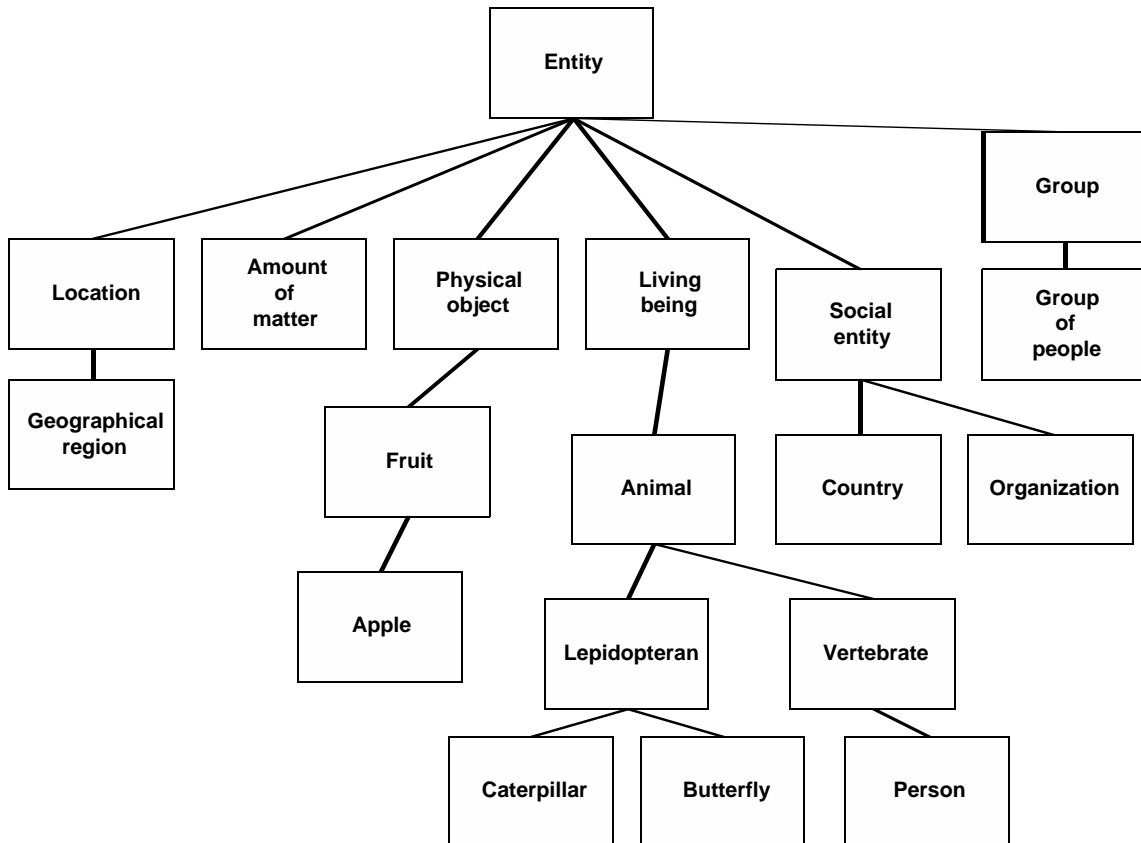 Entity
Group
Location
Amount
of
matter
Physical
object
Living
being
Social
entity
Group
of
people
Geographical
region
Fruit
Animal
Country
Organization
Apple
Lepidopteran
Vertebrate
Caterpillar
Butterfly
Person